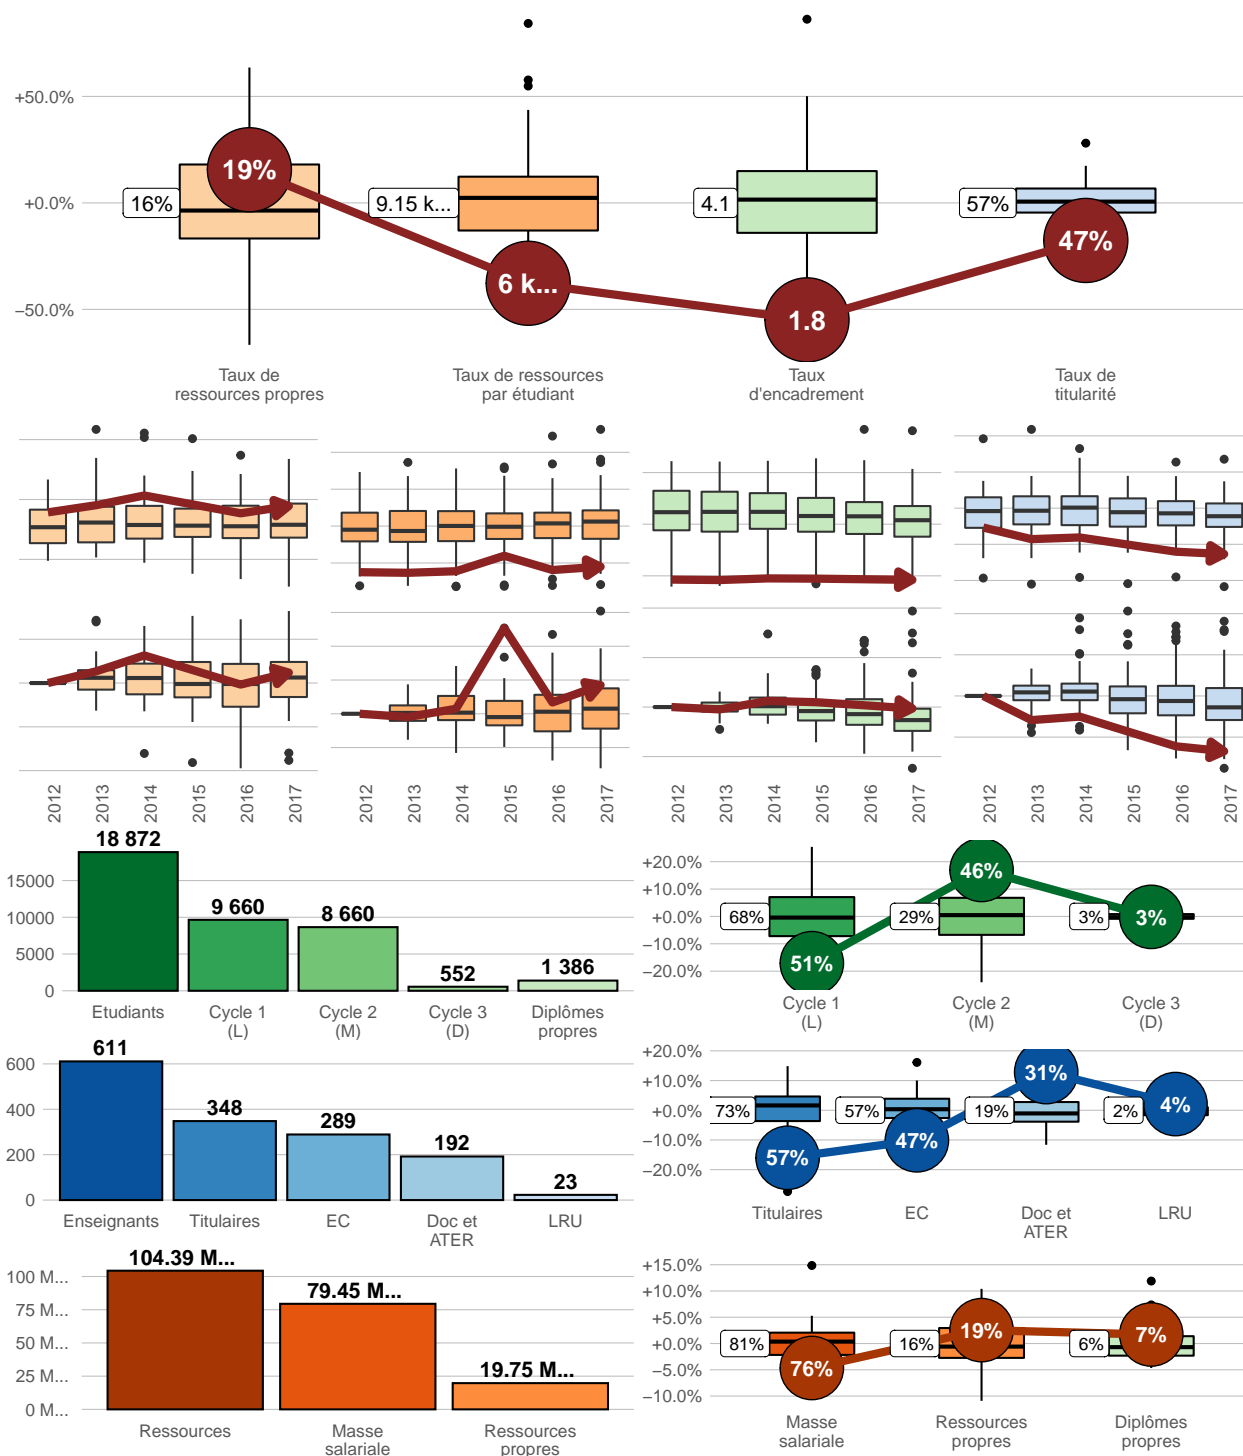 +50.0%
+0.0%
−50.0%
16%
19%
9.15 k...
6 k...
4.1
1.8
57%
47%
Taux de
ressources propres
Taux de ressources
par étudiant
Taux
d'encadrement
Taux de
titularité
2012
2013
2014
2015
2016
2017
2012
2013
2014
2015
2016
2017
2012
2013
2014
2015
2016
2017
2012
2013
2014
2015
2016
2017
15000
10000
5000
0
18 872
9 660
8 660
552
1 386
Etudiants
Cycle 1
(L)
Cycle 2
(M)
Cycle 3
(D)
Diplômes
propres
+20.0%
+10.0%
+0.0%
−10.0%
−20.0%
68%
51%
29%
46%
3%
3%
Cycle 1
(L)
Cycle 2
(M)
Cycle 3
(D)
600
400
200
0
611
348
289
192
23
Enseignants
Titulaires
EC
Doc et
ATER
LRU
+20.0%
+10.0%
+0.0%
−10.0%
−20.0%
73%
57%
57%
47%
19%
31%
2%
4%
Titulaires
EC
Doc et
ATER
LRU
100 M...
75 M...
50 M...
25 M...
0 M...
104.39 M...
79.45 M...
19.75 M...
Ressources
Masse
salariale
Ressources
propres
+15.0%
+10.0%
+5.0%
+0.0%
−5.0%
−10.0%
81%
76%
16%
19%
6%
7%
Masse
salariale
Ressources
propres
Diplômes
propres